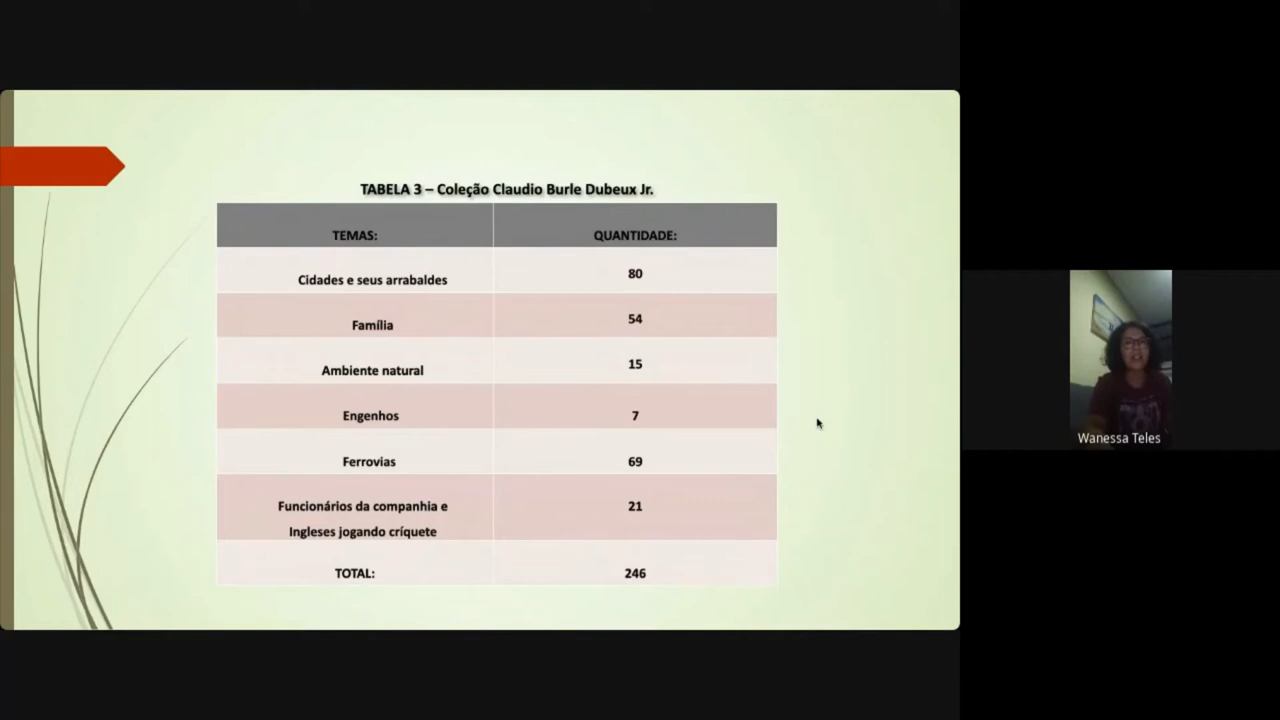 TABELA 3 – Coleção Claudio Burle Dubeux Jr.
TEMAS: QUANTIDADE:
Cidades e seus arrabaldes 80
Família 54
Ambiente natural 15
Engenhos 7
Ferrovias 69
Funcionários da companhia e 21
Ingleses jogando críquete
TOTAL: 246
Wanessa Teles